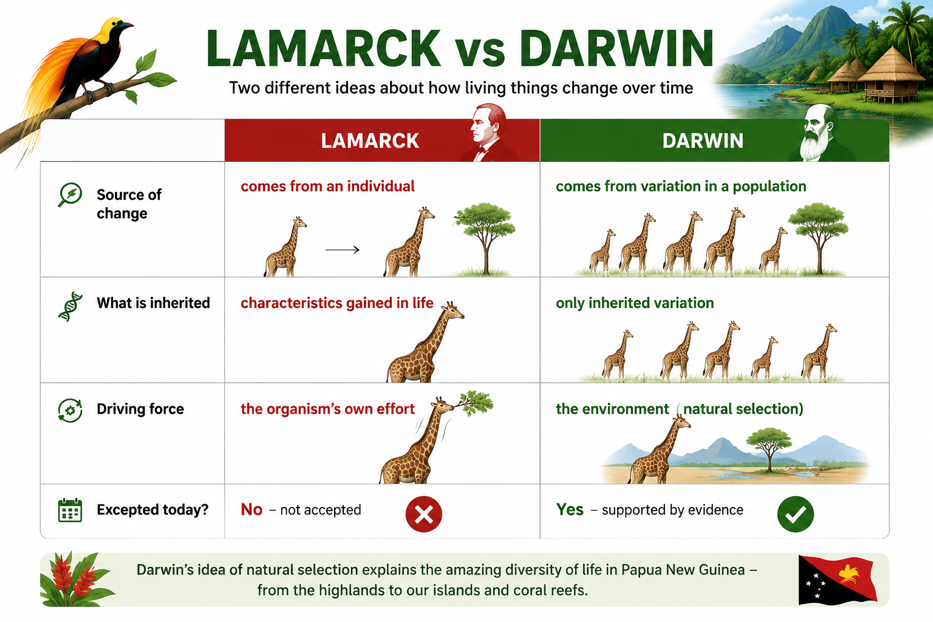 LAMARCK vs DARWIN
Two different ideas about how living things change over time
LAMARCK
DARWIN
Source of
change
comes from an individual
comes from variation in a population
What is inherited
characteristics gained in life
only inherited variation
Driving force
the organism's own effort
the environment (natural selection)
Excepted today?
No – not accepted
Yes – supported by evidence
Darwin's idea of natural selection explains the amazing diversity of life in Papua New Guinea –
from the highlands to our islands and coral reefs.